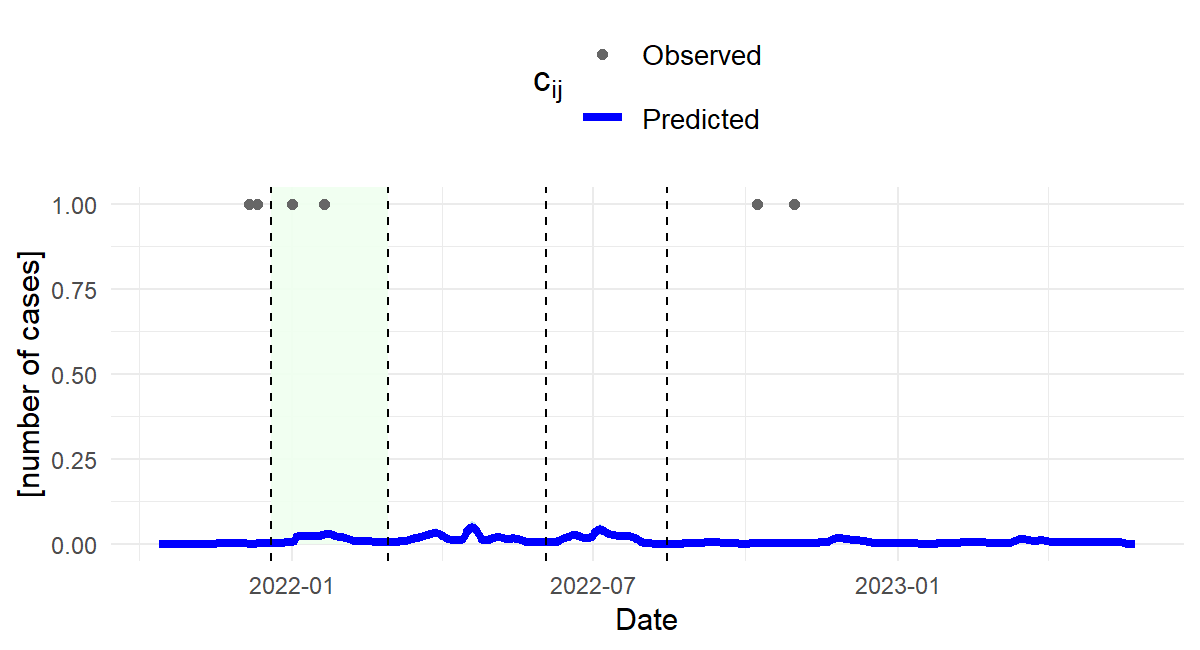 Observed
cij
Predicted
1.00
0.75
0.50
0.25
0.00
[number of cases]
2022-01
2022-07
2023-01
Date